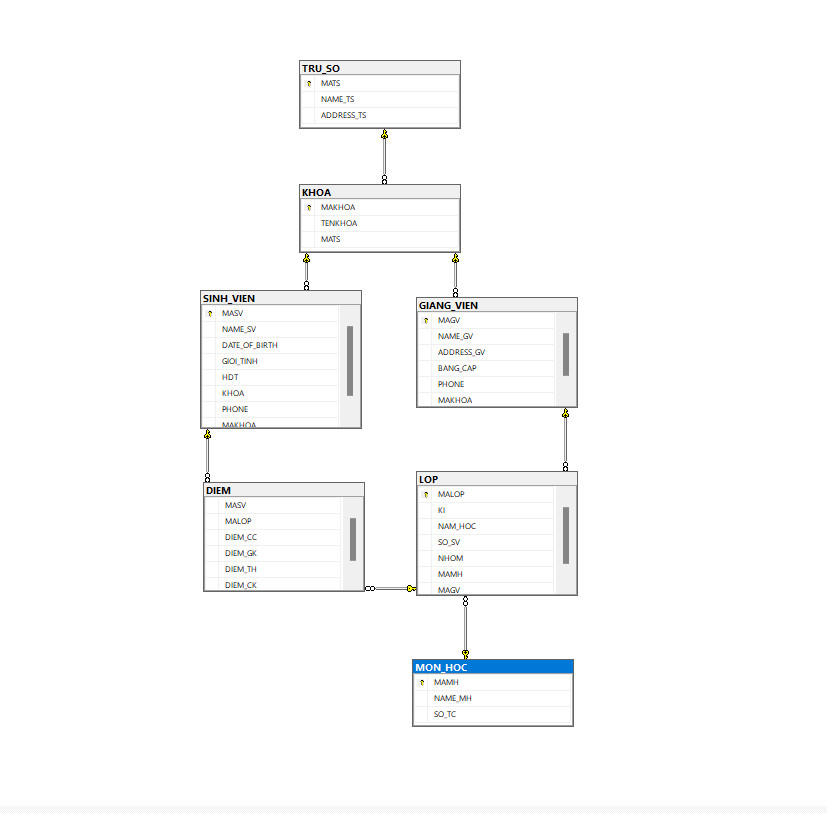 TRU_SO
MATS
NAME_TS
ADDRESS_TS
KHOA
MAKHOA
TENKHOA
MATS
SINH_VIEN
MASV
NAME_SV
DATE_OF_BIRTH
GIOI_TINH
HDT
KHOA
PHONE
MAKHOA
GIANG_VIEN
MAGV
NAME_GV
ADDRESS_GV
BANG_CAP
PHONE
MAKHOA
DIEM
MASV
MALOP
DIEM_CC
DIEM_GK
DIEM_TH
DIEM_CK
LOP
MALOP
KI
NAM_HOC
SO_SV
NHOM
MAMH
MAGV
MON_HOC
MAMH
NAME_MH
SO_TC